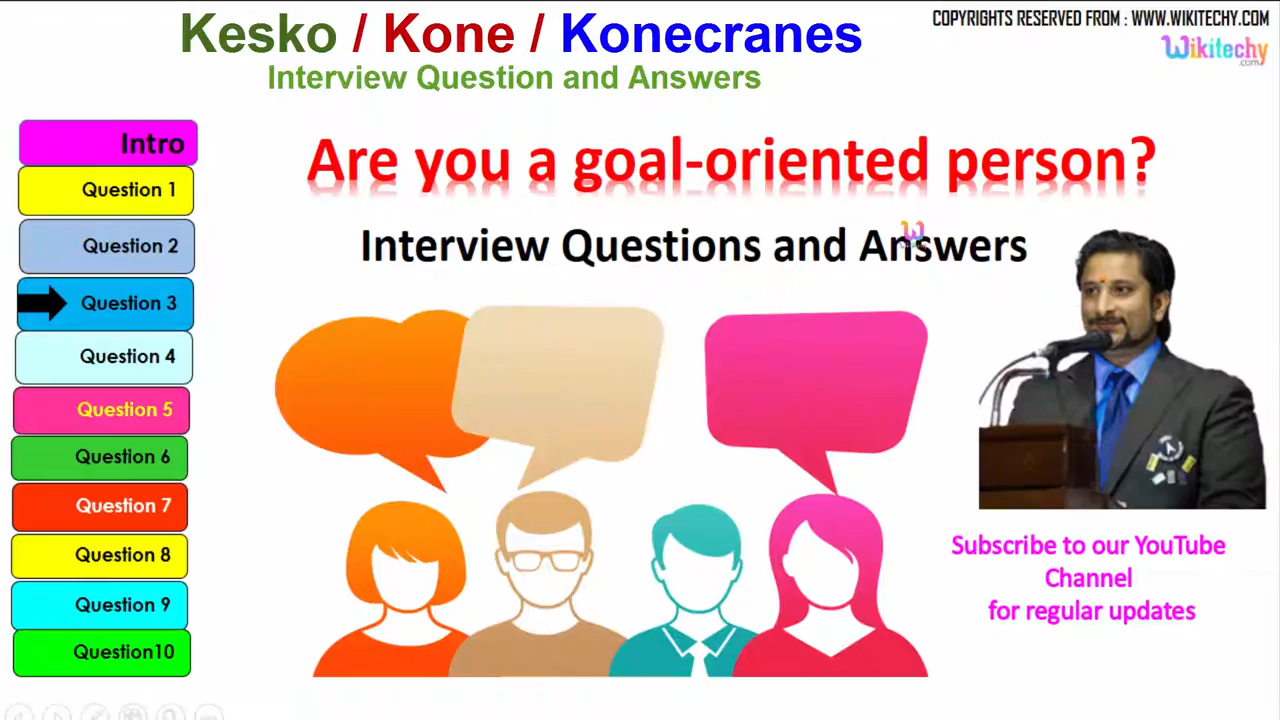 Kesko / Kone / Konecranes
Interview Question and Answers
COPYRIGHTS RESERVED FROM : WWW.WIKITECHY.COM
Wikitechy
.com
Intro
Question 1
Question 2
Question 3
Question 4
Question 5
Question 6
Question 7
Question 8
Question 9
Question10
Are you a goal-oriented person?
Interview Questions and Answers
Subscribe to our YouTube
Channel
for regular updates